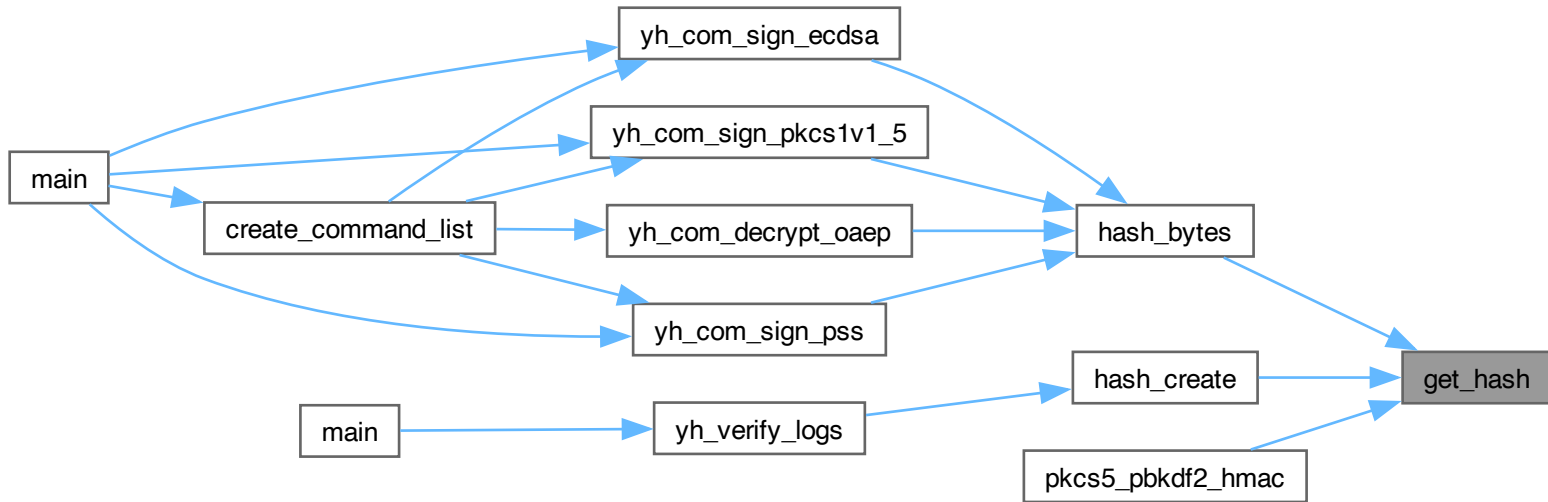 yh_com_sign_ecdsa
yh_com_sign_pkcs1v1_5
main
create_command_list
yh_com_decrypt_oaep
hash_bytes
yh_com_sign_pss
hash_create
get_hash
main
yh_verify_logs
pkcs5_pbkdf2_hmac